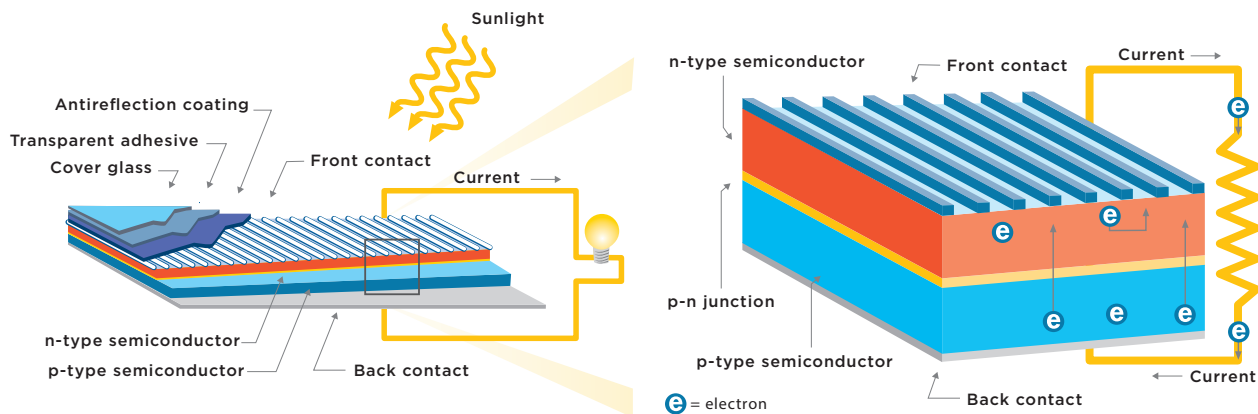 Sunlight
Antireflection coating
Transparent adhesive
Cover glass
Front contact
Current
n-type semiconductor
p-type semiconductor
Back contact
n-type semiconductor
Front contact
Current
e
e
e
p-n junction
e
e
e
e
p-type semiconductor
Current
Back contact
e = electron